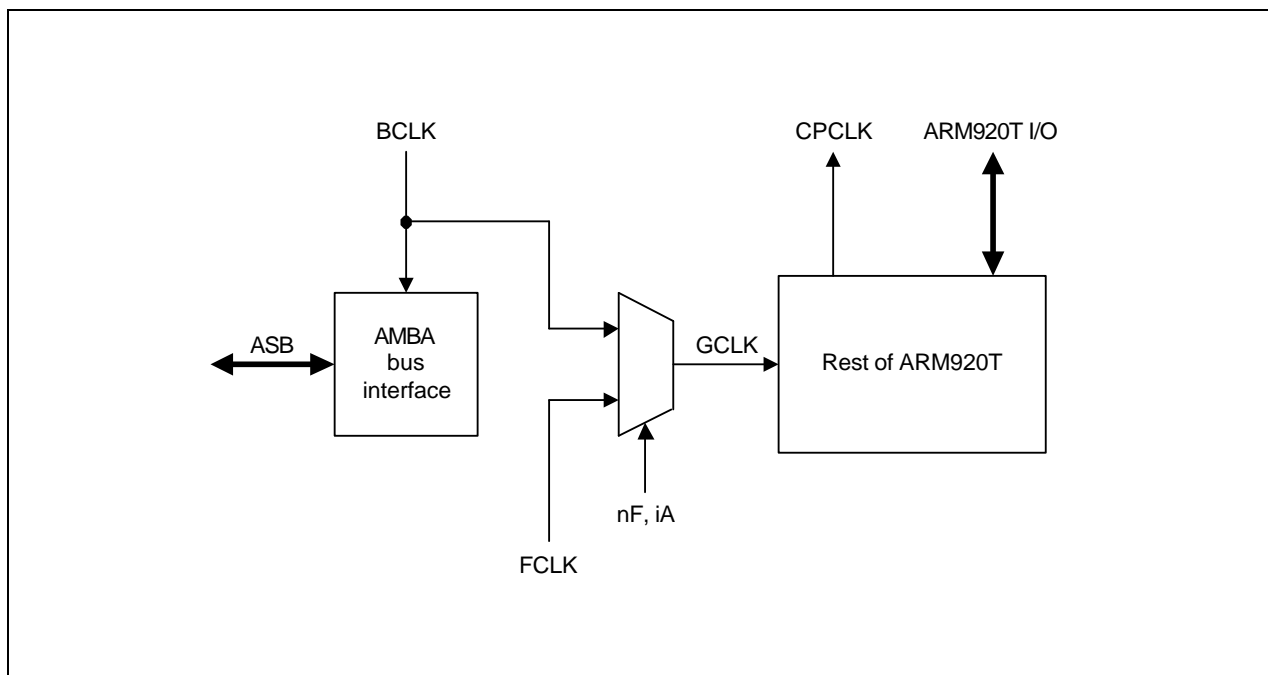 BCLK
CPCLK
ARM920T I/O
ASB
AMBA
bus
interface
GCLK
Rest of ARM920T
nF, iA
FCLK